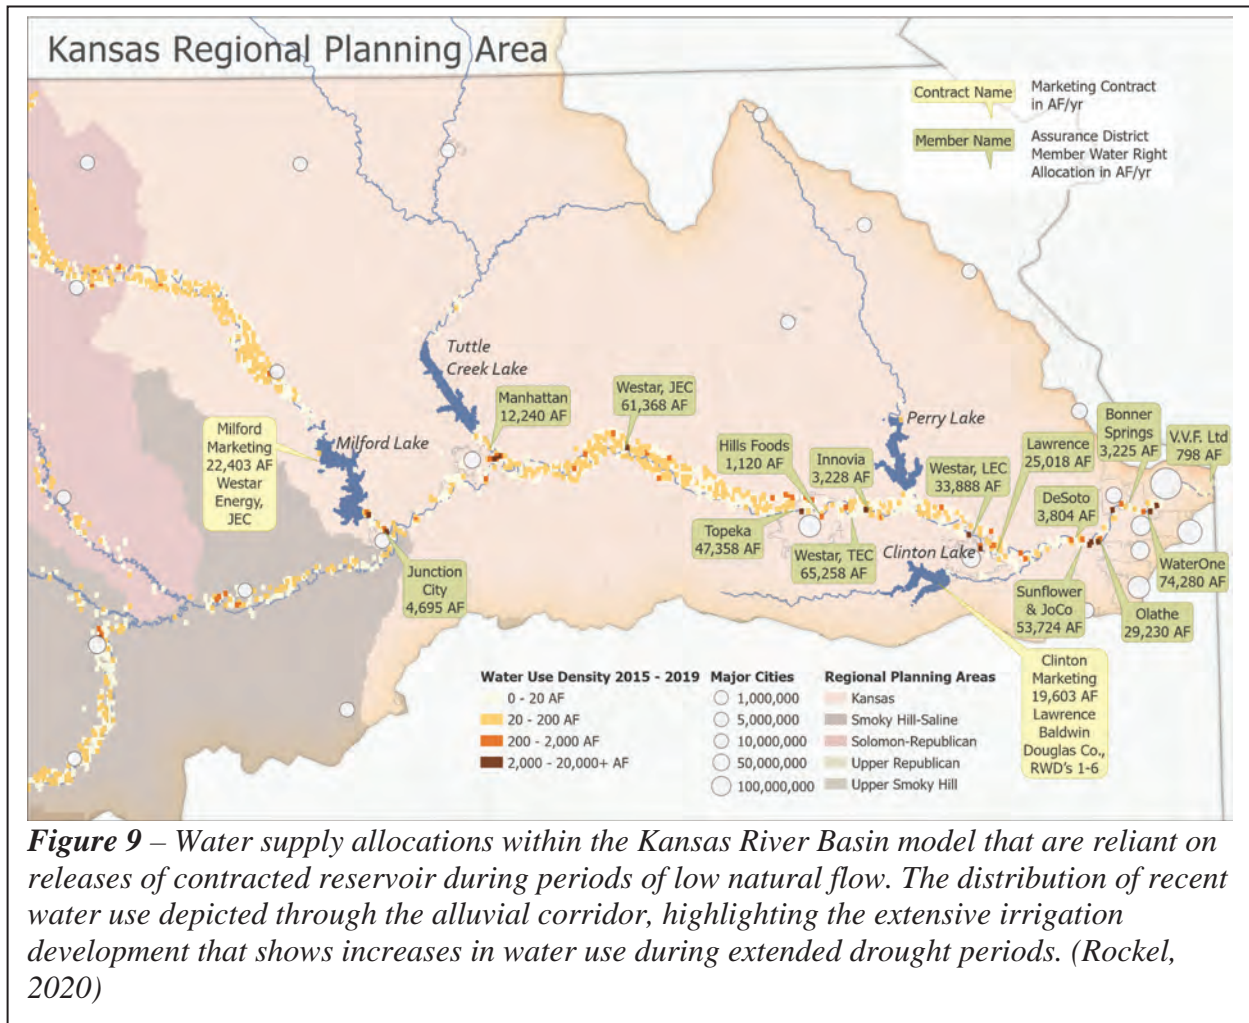 Kansas Regional Planning Area
Contract Name
Marketing Contract
in AF/yr
Member Name
Assurance District
Member Water Right
Allocation in AF/yr
Tuttle
Creek Lake
Manhattan
12,240 AF
Westar, JEC
61,368 AF
Milford
Marketing
22,403 AF
Westar
Energy,
JEC
Milford Lake
Junction
City
4,695 AF
Hills Foods
1,120 AF
Innovia
3,228 AF
Perry Lake
Westar, LEC
33,888 AF
Lawrence
25,018 AF
Bonner
Springs
3,225 AF
V.V.F. Ltd
798 AF
DeSoto
3,804 AF
Topeka
47,358 AF
Westar, TEC
65,258 AF
Clinton Lake
Sunflower
& JoCo
53,724 AF
Olathe
29,230 AF
WaterOne
74,280 AF
Clinton
Marketing
19,603 AF
Lawrence
Baldwin
Douglas Co.,
RWD's 1-6
Water Use Density 2015 - 2019
0 - 20 AF
20 - 200 AF
200 - 2,000 AF
2,000 - 20,000+ AF
Major Cities
1,000,000
5,000,000
10,000,000
50,000,000
100,000,000
Regional Planning Areas
Kansas
Smoky Hill-Saline
Solomon-Republican
Upper Republican
Upper Smoky Hill
Figure 9 – Water supply allocations within the Kansas River Basin model that are reliant on
releases of contracted reservoir during periods of low natural flow. The distribution of recent
water use depicted through the alluvial corridor, highlighting the extensive irrigation
development that shows increases in water use during extended drought periods. (Rockel,
2020)